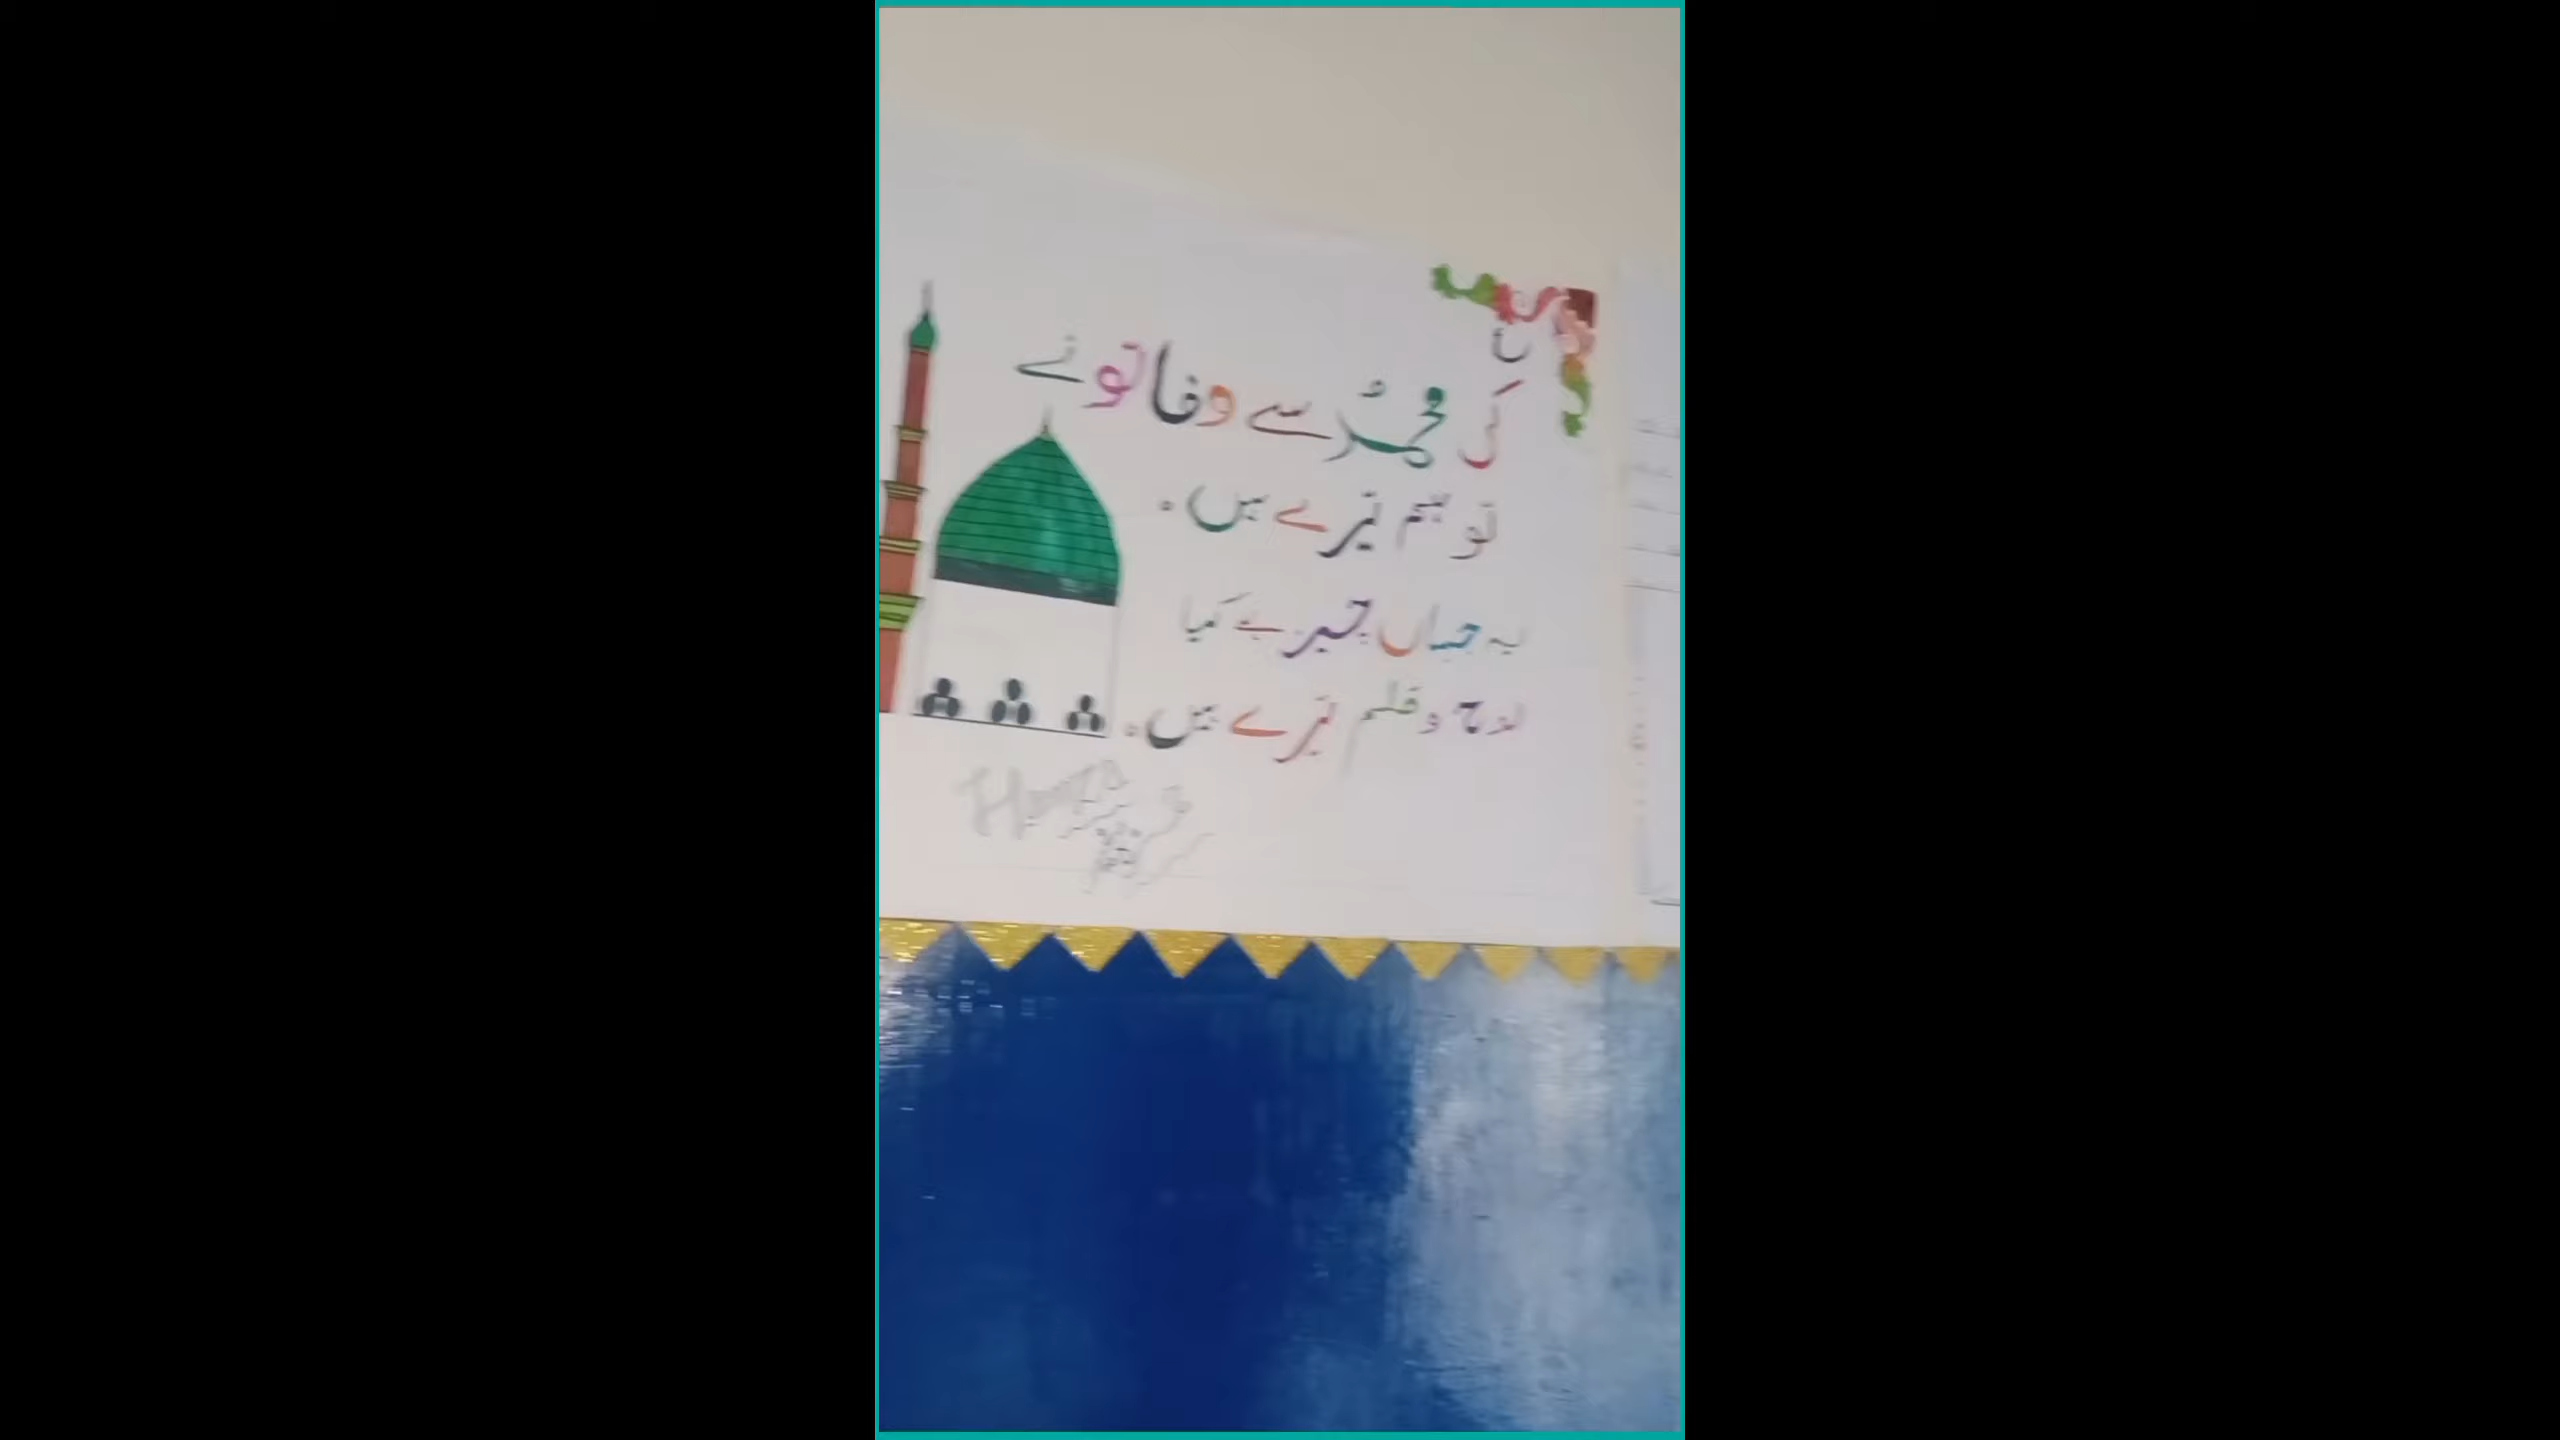 کی محمدؐ سے وفا تو نے
تو ہم تیرے ہیں۔
یہ جہاں چیز ہے کیا
لوح و قلم تیرے ہیں۔